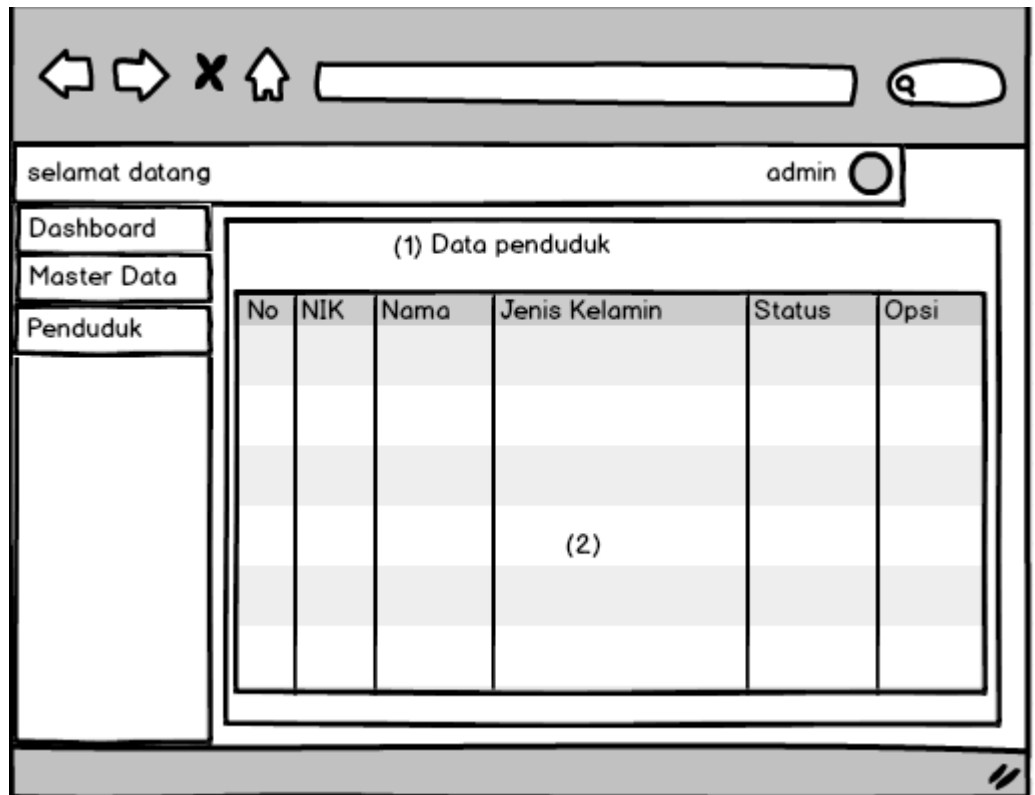 selamat datang admin
Dashboard
Master Data
Penduduk
(1) Data penduduk
No NIK Nama Jenis Kelamin Status Opsi
(2)